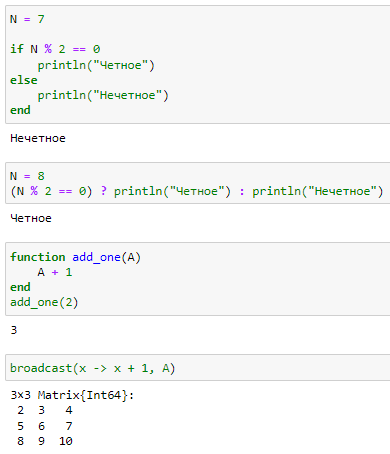 N = 7
if N % 2 == 0
    println("Четное")
else
    println("Нечетное")
end
Нечетное
N = 8
(N % 2 == 0) ? println("Четное") : println("Нечетное")
Четное
function add_one(A)
    A + 1
end
add_one(2)
3
broadcast(x -> x + 1, A)
3×3 Matrix{Int64}:
 2  3   4
 5  6   7
 8  9  10